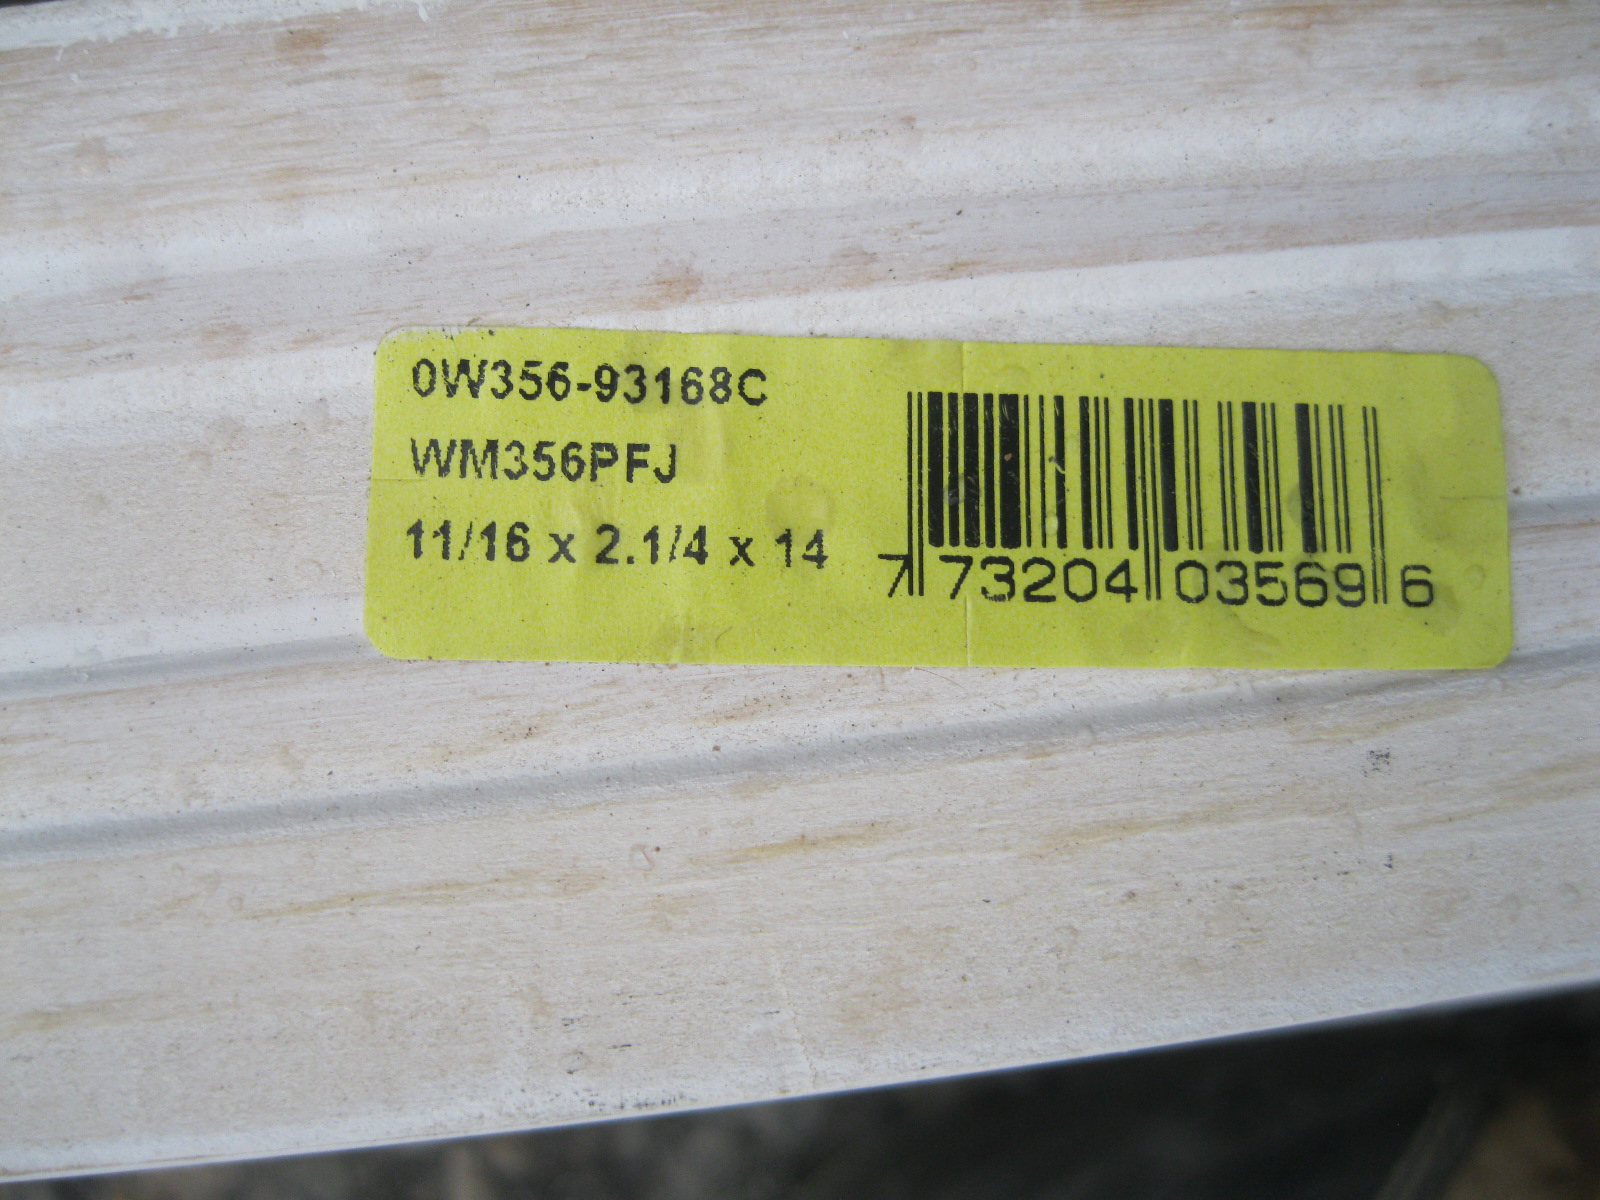 0W356-93168C
WM356PFJ
11/16 x 2.1/4 x 14
7 73204 03569 6